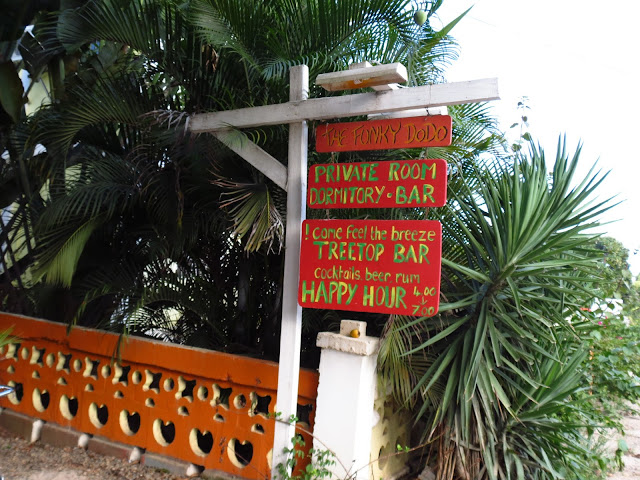 THE FONKY DODO
PRIVATE ROOM
DORMITORY • BAR
! come feel the breeze
TREETOP BAR
cocktails beer rum
HAPPY HOUR 4.00
7.00